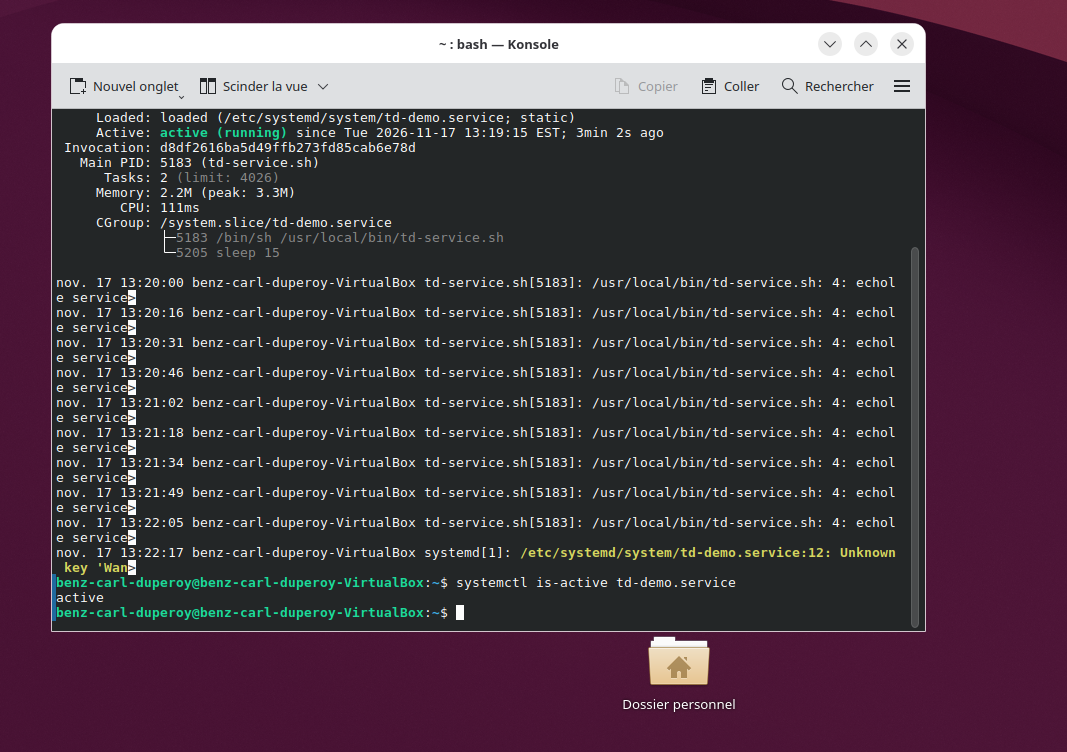 ~ : bash — Konsole
Nouvel onglet Scinder la vue Copier Coller Rechercher
Loaded: loaded (/etc/systemd/system/td-demo.service; static)
Active: active (running) since Tue 2026-11-17 13:19:15 EST; 3min 2s ago
Invocation: d8df2616ba5d49ffb273fd85cab6e78d
Main PID: 5183 (td-service.sh)
Tasks: 2 (limit: 4026)
Memory: 2.2M (peak: 3.3M)
CPU: 111ms
CGroup: /system.slice/td-demo.service
├─5183 /bin/sh /usr/local/bin/td-service.sh
└─5205 sleep 15
nov. 17 13:20:00 benz-carl-duperoy-VirtualBox td-service.sh[5183]: /usr/local/bin/td-service.sh: 4: echol
e service>
nov. 17 13:20:16 benz-carl-duperoy-VirtualBox td-service.sh[5183]: /usr/local/bin/td-service.sh: 4: echol
e service>
nov. 17 13:20:31 benz-carl-duperoy-VirtualBox td-service.sh[5183]: /usr/local/bin/td-service.sh: 4: echol
e service>
nov. 17 13:20:46 benz-carl-duperoy-VirtualBox td-service.sh[5183]: /usr/local/bin/td-service.sh: 4: echol
e service>
nov. 17 13:21:02 benz-carl-duperoy-VirtualBox td-service.sh[5183]: /usr/local/bin/td-service.sh: 4: echol
e service>
nov. 17 13:21:18 benz-carl-duperoy-VirtualBox td-service.sh[5183]: /usr/local/bin/td-service.sh: 4: echol
e service>
nov. 17 13:21:34 benz-carl-duperoy-VirtualBox td-service.sh[5183]: /usr/local/bin/td-service.sh: 4: echol
e service>
nov. 17 13:21:49 benz-carl-duperoy-VirtualBox td-service.sh[5183]: /usr/local/bin/td-service.sh: 4: echol
e service>
nov. 17 13:22:05 benz-carl-duperoy-VirtualBox td-service.sh[5183]: /usr/local/bin/td-service.sh: 4: echol
e service>
nov. 17 13:22:17 benz-carl-duperoy-VirtualBox systemd[1]: /etc/systemd/system/td-demo.service:12: Unknown
key 'Wan>
benz-carl-duperoy@benz-carl-duperoy-VirtualBox:~$ systemctl is-active td-demo.service
active
benz-carl-duperoy@benz-carl-duperoy-VirtualBox:~$
Dossier personnel